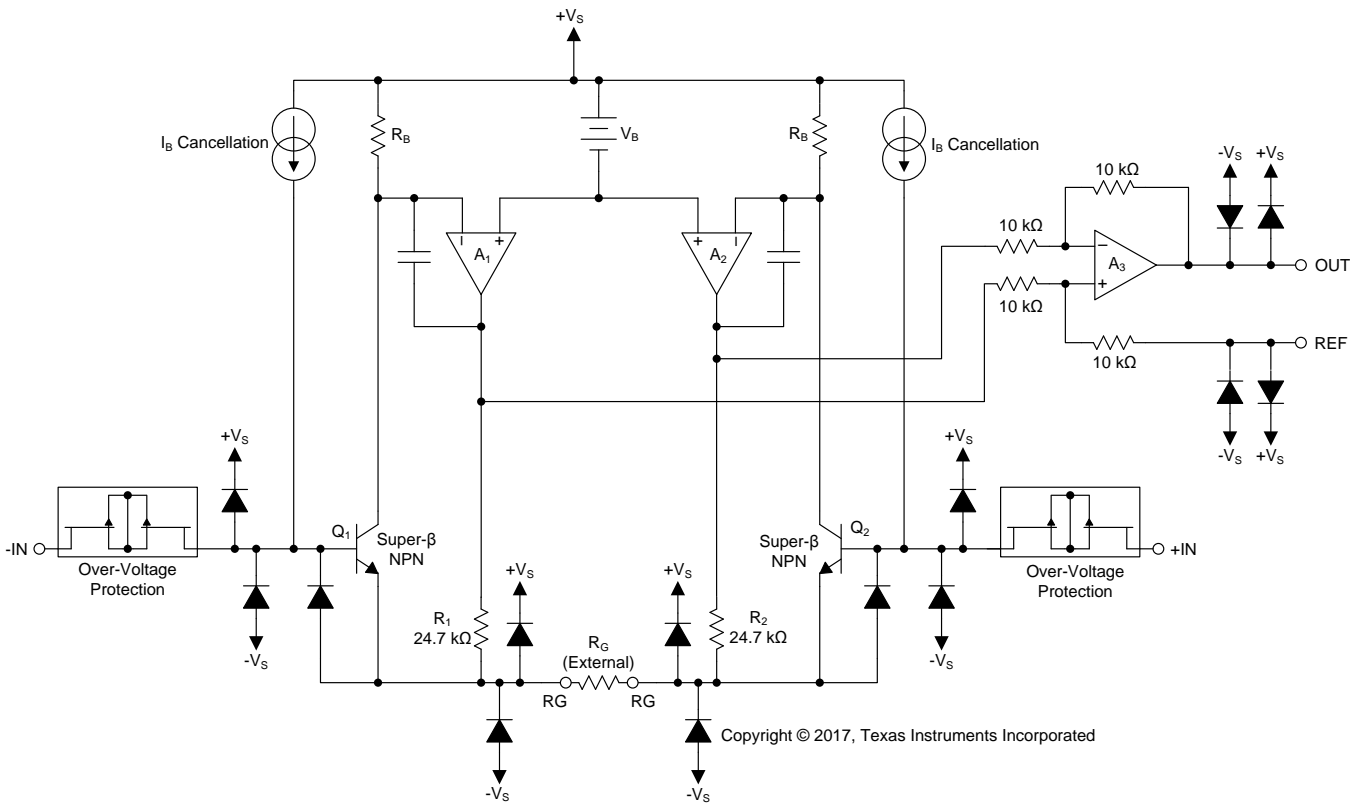 +VS
IB Cancellation
RB
VB
RB
IB Cancellation
-VS
+VS
10 kΩ
10 kΩ
−
+
A3
OUT
10 kΩ
10 kΩ
REF
-VS
+VS
−
+
A1
+
−
A2
+VS
+VS
-IN
Over-Voltage
Protection
Q1
Super-β
NPN
Q2
Super-β
NPN
Over-Voltage
Protection
+IN
-VS
-VS
+VS
R1
24.7 kΩ
RG
(External)
+VS
R2
24.7 kΩ
RG
RG
-VS
-VS
Copyright © 2017, Texas Instruments Incorporated